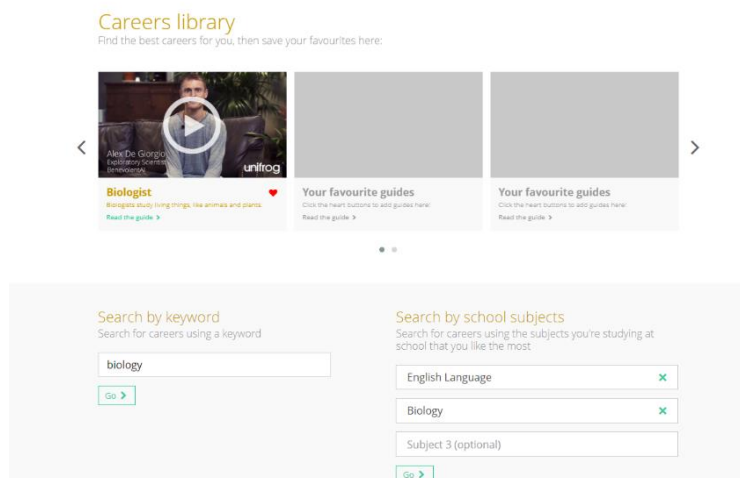 Careers library
Find the best careers for you, then save your favourites here:
Alex De Giorgio
Exploratory Scientist
BenevolentAI
unifrog
Biologist
Biologists study living things, like animals and plants.
Read the guide >
Your favourite guides
Click the heart buttons to add guides here!
Read the guide >
Your favourite guides
Click the heart buttons to add guides here!
Read the guide >
Search by keyword
Search for careers using a keyword
biology
Go >
Search by school subjects
Search for careers using the subjects you're studying at
school that you like the most
English Language
Biology
Subject 3 (optional)
Go >